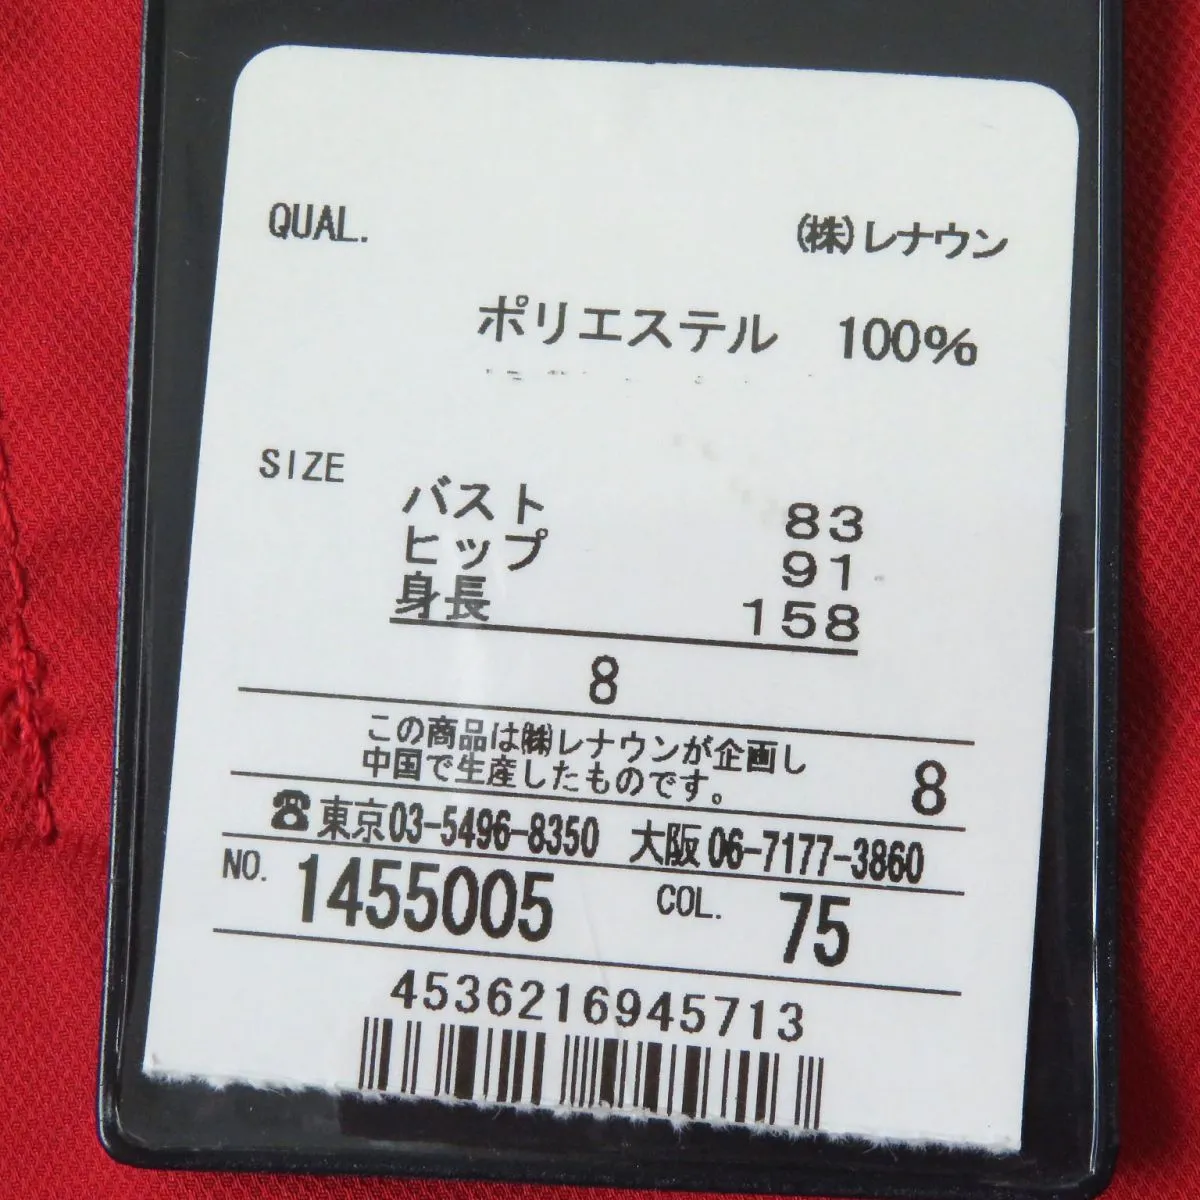 QUAL. (株)レナウン
ポリエステル 100%
SIZE
バスト 83
ヒップ 91
身長 158
8
この商品は㈱レナウンが企画し
中国で生産したものです。 8
☎東京03-5496-8350 大阪06-7177-3860
NO. 1455005 COL. 75
4536216945713